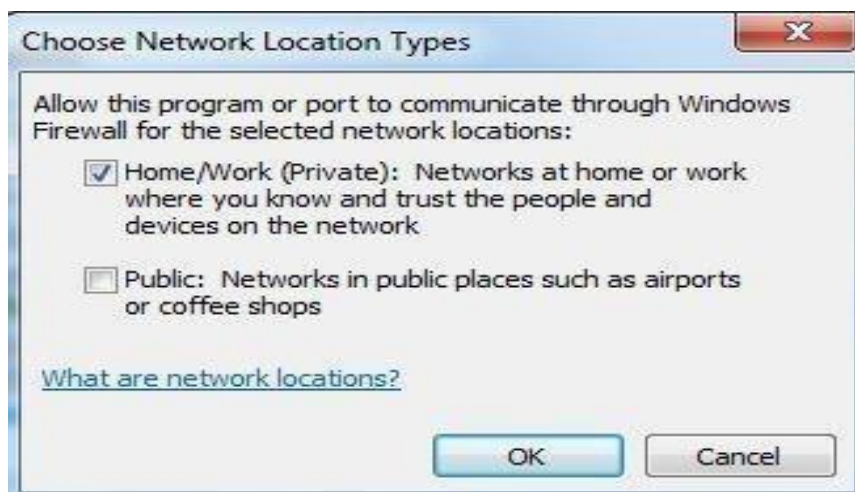 Choose Network Location Types
Allow this program or port to communicate through Windows
Firewall for the selected network locations:
Home/Work (Private): Networks at home or work
where you know and trust the people and
devices on the network
Public: Networks in public places such as airports
or coffee shops
What are network locations?
OK
Cancel